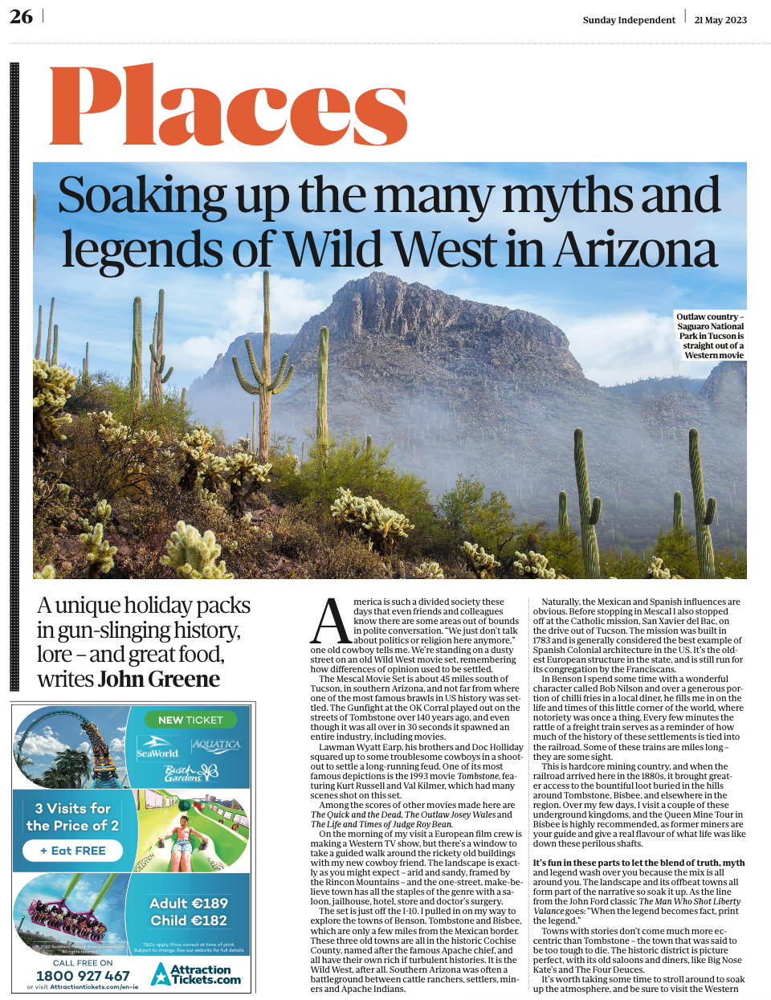 26
Sunday Independent
21 May 2023
Places
Soaking up the many myths and
legends of Wild West in Arizona
Outlaw country –
Saguaro National
Park in Tucson is
straight out of a
Western movie
A unique holiday packs
in gun-slinging history,
lore – and great food,
writes John Greene
NEW TICKET
SeaWorld
AQUATICA
Busch
Gardens
3 Visits for
the Price of 2
+ Eat FREE
Adult €189
Child €182
T&Cs apply. Price correct at time of print.
Subject to change. See our website for full details
© 2023 SeaWorld Parks & Entertainment, Inc.
All rights reserved.
CALL FREE ON
1800 927 467
or visit Attractiontickets.com/en-ie
Attraction
Tickets.com
America is such a divided society these
days that even friends and colleagues
know there are some areas out of bounds
in polite conversation. “We just don’t talk
about politics or religion here anymore,”
one old cowboy tells me. We’re standing on a dusty
street on an old Wild West movie set, remembering
how differences of opinion used to be settled.
The Mescal Movie Set is about 45 miles south of
Tucson, in southern Arizona, and not far from where
one of the most famous brawls in US history was set-
tled. The Gunfight at the OK Corral played out on the
streets of Tombstone over 140 years ago, and even
though it was all over in 30 seconds it spawned an
entire industry, including movies.
Lawman Wyatt Earp, his brothers and Doc Holliday
squared up to some troublesome cowboys in a shoot-
out to settle a long-running feud. One of its most
famous depictions is the 1993 movie Tombstone, fea-
turing Kurt Russell and Val Kilmer, which had many
scenes shot on this set.
Among the scores of other movies made here are
The Quick and the Dead, The Outlaw Josey Wales and
The Life and Times of Judge Roy Bean.
On the morning of my visit a European film crew is
making a Western TV show, but there’s a window to
take a guided walk around the rickety old buildings
with my new cowboy friend. The landscape is exact-
ly as you might expect – arid and sandy, framed by
the Rincon Mountains – and the one-street, make-be-
lieve town has all the staples of the genre with a sa-
loon, jailhouse, hotel, store and doctor’s surgery.
The set is just off the I-10. I pulled in on my way to
explore the towns of Benson, Tombstone and Bisbee,
which are only a few miles from the Mexican border.
These three old towns are all in the historic Cochise
County, named after the famous Apache chief, and
all have their own rich if turbulent histories. It is the
Wild West, after all. Southern Arizona was often a
battleground between cattle ranchers, settlers, min-
ers and Apache Indians.
Naturally, the Mexican and Spanish influences are
obvious. Before stopping in Mescal I also stopped
off at the Catholic mission, San Xavier del Bac, on
the drive out of Tucson. The mission was built in
1783 and is generally considered the best example of
Spanish Colonial architecture in the US. It’s the old-
est European structure in the state, and is still run for
its congregation by the Franciscans.
In Benson I spend some time with a wonderful
character called Bob Nilson and over a generous por-
tion of chilli fries in a local diner, he fills me in on the
life and times of this little corner of the world, where
notoriety was once a thing. Every few minutes the
rattle of a freight train serves as a reminder of how
much of the history of these settlements is tied into
the railroad. Some of these trains are miles long –
they are some sight.
This is hardcore mining country, and when the
railroad arrived here in the 1880s, it brought great-
er access to the bountiful loot buried in the hills
around Tombstone, Bisbee, and elsewhere in the
region. Over my few days, I visit a couple of these
underground kingdoms, and the Queen Mine Tour in
Bisbee is highly recommended, as former miners are
your guide and give a real flavour of what life was like
down these perilous shafts.
It’s fun in these parts to let the blend of truth, myth
and legend wash over you because the mix is all
around you. The landscape and its offbeat towns all
form part of the narrative so soak it up. As the line
from the John Ford classic The Man Who Shot Liberty
Valance goes: “When the legend becomes fact, print
the legend.”
Towns with stories don’t come much more ec-
centric than Tombstone – the town that was said to
be too tough to die. The historic district is picture
perfect, with its old saloons and diners, like Big Nose
Kate’s and The Four Deuces.
It’s worth taking some time to stroll around to soak
up the atmosphere, and be sure to visit the Western